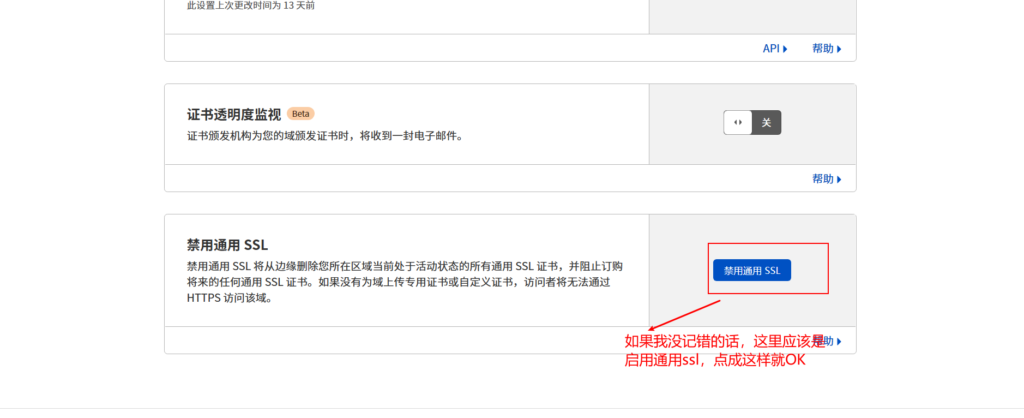 此设置上次更改时间为 13 天前
API
帮助
证书透明度监视 Beta
证书颁发机构为您的域颁发证书时，将收到一封电子邮件。
关
帮助
禁用通用 SSL
禁用通用 SSL 将从边缘删除您所在区域当前处于活动状态的所有通用 SSL 证书，并阻止订购
将来的任何通用 SSL 证书。如果没有为域上传专用证书或自定义证书，访问者将无法通过
HTTPS 访问该域。
禁用通用 SSL
帮助
如果我没记错的话，这里应该是
启用通用ssl，点成这样就OK